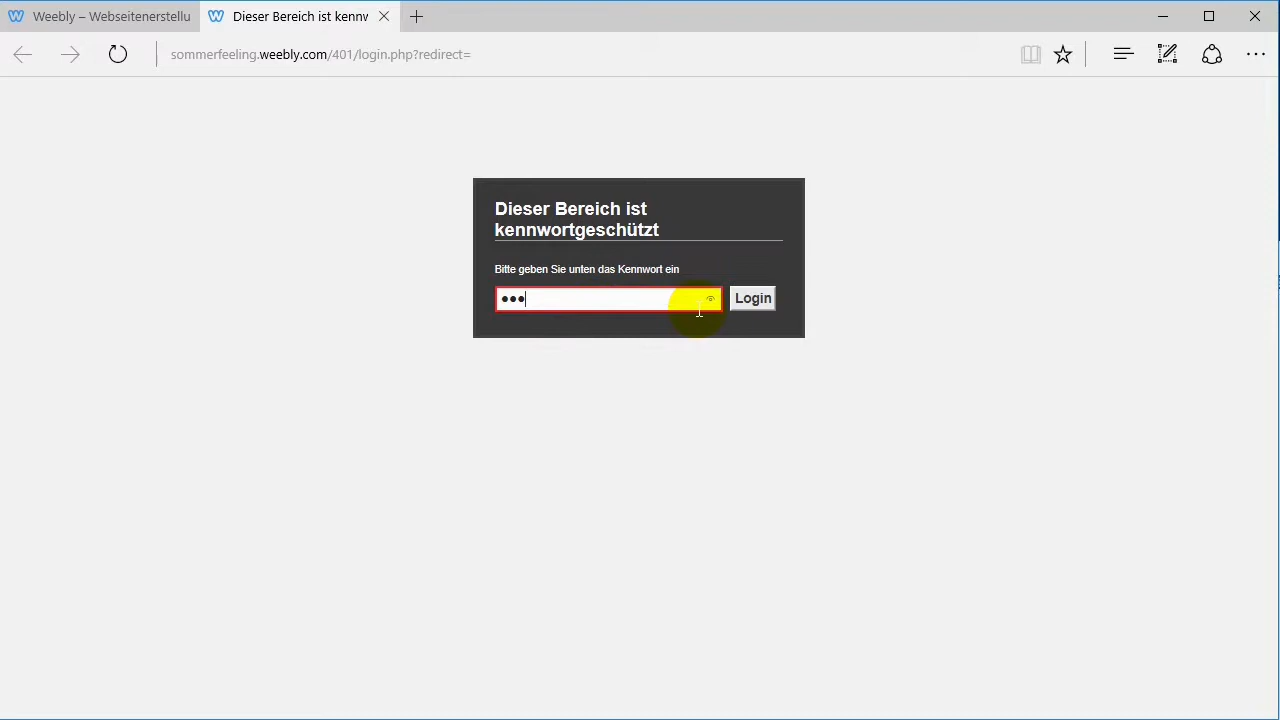 Weebly – Webseitenerstellu
Dieser Bereich ist kennw
sommerfeeling.weebly.com/401/login.php?redirect=
Dieser Bereich ist
kennwortgeschützt
Bitte geben Sie unten das Kennwort ein
●●●
Login